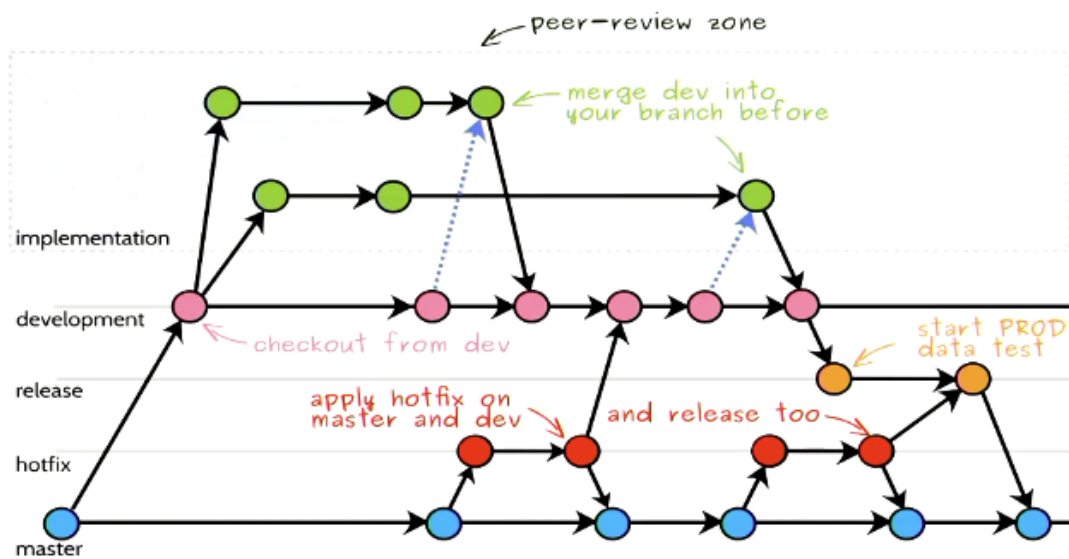 peer-review zone
merge dev into
your branch before
implementation
development
checkout from dev
start PROD
data test
release
apply hotfix on
master and dev
and release too
hotfix
master